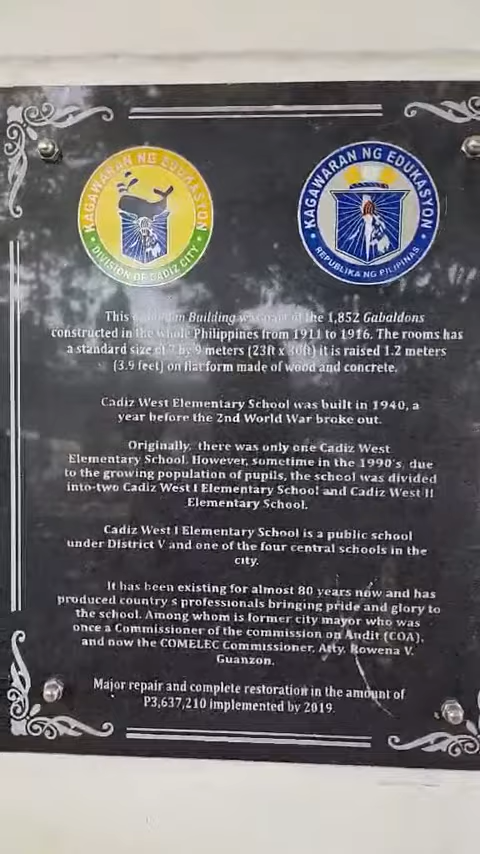 KAGAWARAN NG EDUKASYON
• DIVISION OF CADIZ CITY •
KAGAWARAN NG EDUKASYON
• REPUBLIKA NG PILIPINAS •
This Building was of the 1,852 Gabaldons
constructed in the whole Philippines from 1911 to 1916. The rooms has
a standard size of 7 by 9 meters (23ft x 30ft) it is raised 1.2 meters
(3.9 feet) on flat form made of wood and concrete.
Cadiz West Elementary School was built in 1940, a
year before the 2nd World War broke out.
Originally, there was only one Cadiz West
Elementary School. However, sometime in the 1990's, due
to the growing population of pupils, the school was divided
into-two Cadiz West I Elementary School and Cadiz West II
Elementary School.
Cadiz West I Elementary School is a public school
under District V and one of the four central schools in the
city.
It has been existing for almost 80 years now and has
produced country s professionals bringing pride and glory to
the school. Among whom is former city mayor who was
once a Commissioner of the commission on Audit (COA),
and now the COMELEC Commissioner, Atty. Rowena V.
Guanzon.
Major repair and complete restoration in the amount of
P3,637,210 implemented by 2019.